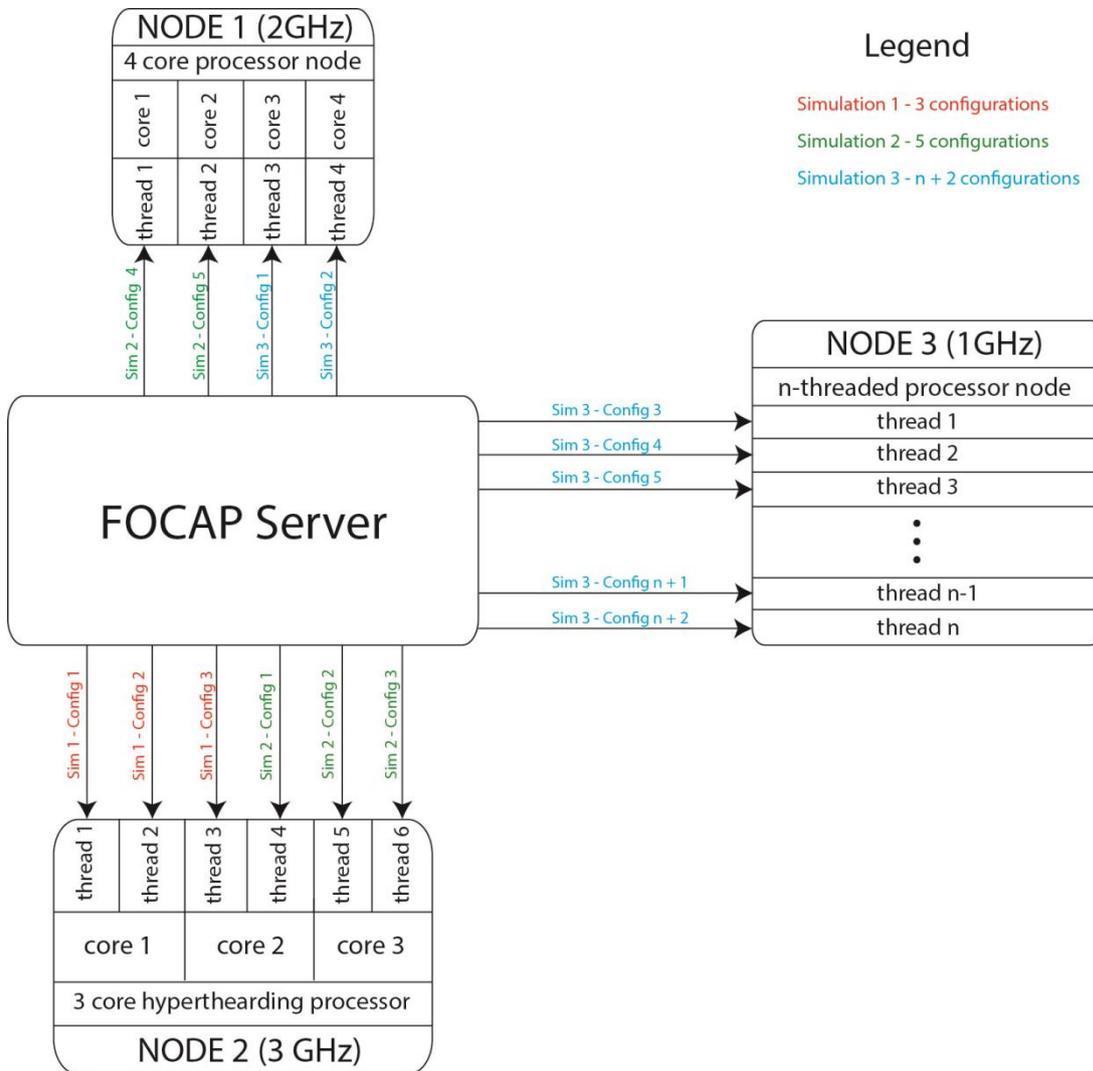 NODE 1 (2GHz)
4 core processor node
core 1
core 2
core 3
core 4
thread 1
thread 2
thread 3
thread 4
Sim 2 - Config 4
Sim 2 - Config 5
Sim 3 - Config 1
Sim 3 - Config 2
Legend
Simulation 1 - 3 configurations
Simulation 2 - 5 configurations
Simulation 3 - n + 2 configurations
FOCAP Server
Sim 3 - Config 3
Sim 3 - Config 4
Sim 3 - Config 5
Sim 3 - Config n + 1
Sim 3 - Config n + 2
NODE 3 (1GHz)
n-threaded processor node
thread 1
thread 2
thread 3
thread n-1
thread n
Sim 1 - Config 1
Sim 1 - Config 2
Sim 1 - Config 3
Sim 2 - Config 1
Sim 2 - Config 2
Sim 2 - Config 3
thread 1
thread 2
thread 3
thread 4
thread 5
thread 6
core 1
core 2
core 3
3 core hyperthearding processor
NODE 2 (3 GHz)